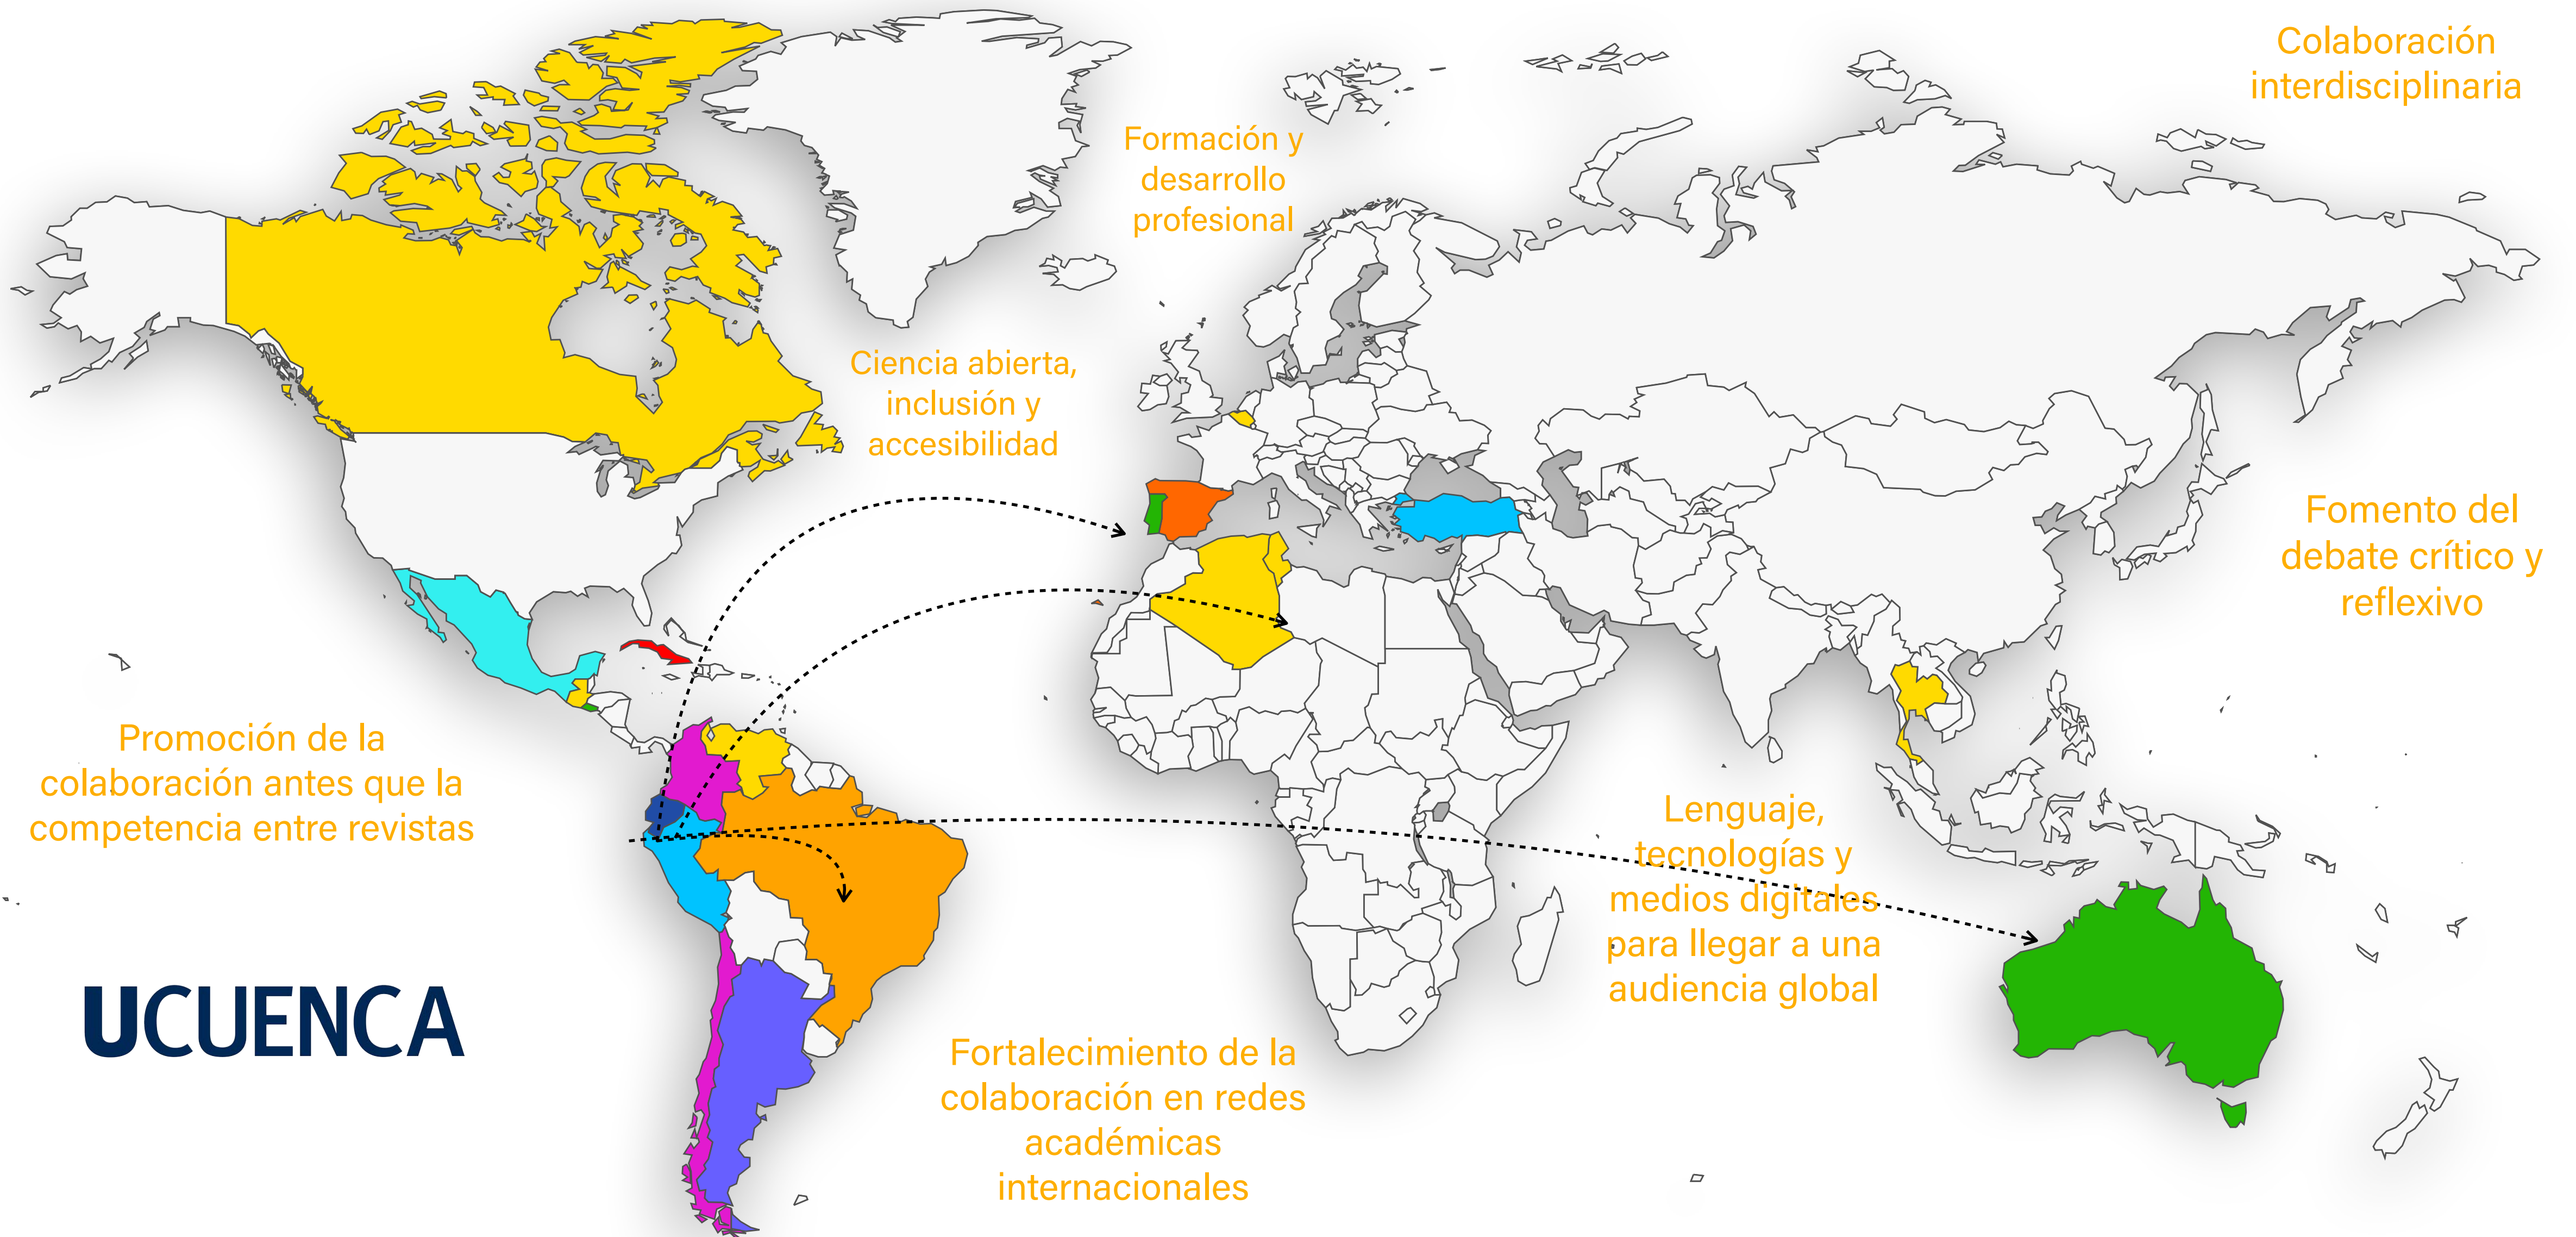 Colaboración
interdisciplinaria
Formación y
desarrollo
profesional
Ciencia abierta,
inclusión y
accesibilidad
Fomento del
debate crítico y
reflexivo
Promoción de la
colaboración antes que la
competencia entre revistas
Lenguaje,
tecnologías y
medios digitales
para llegar a una
audiencia global
UCUENCA
Fortalecimiento de la
colaboración en redes
académicas
internacionales